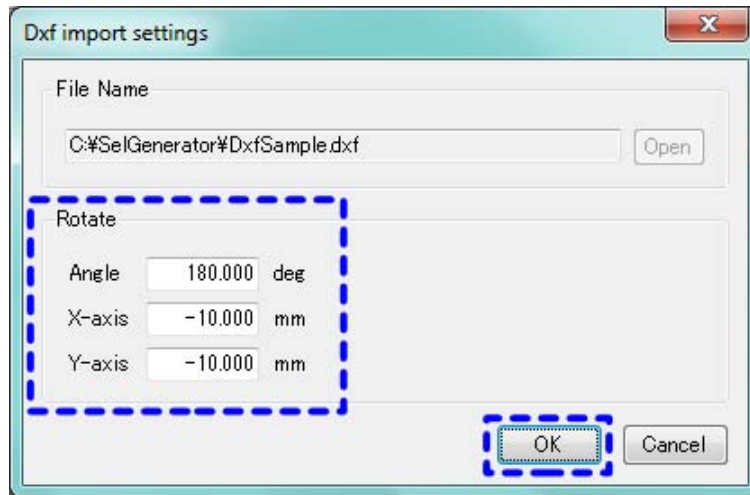 Dxf import settings
File Name
C:¥SelGenerator¥DxfSample.dxf
Open
Rotate
Angle 180.000 deg
X-axis -10.000 mm
Y-axis -10.000 mm
OK Cancel